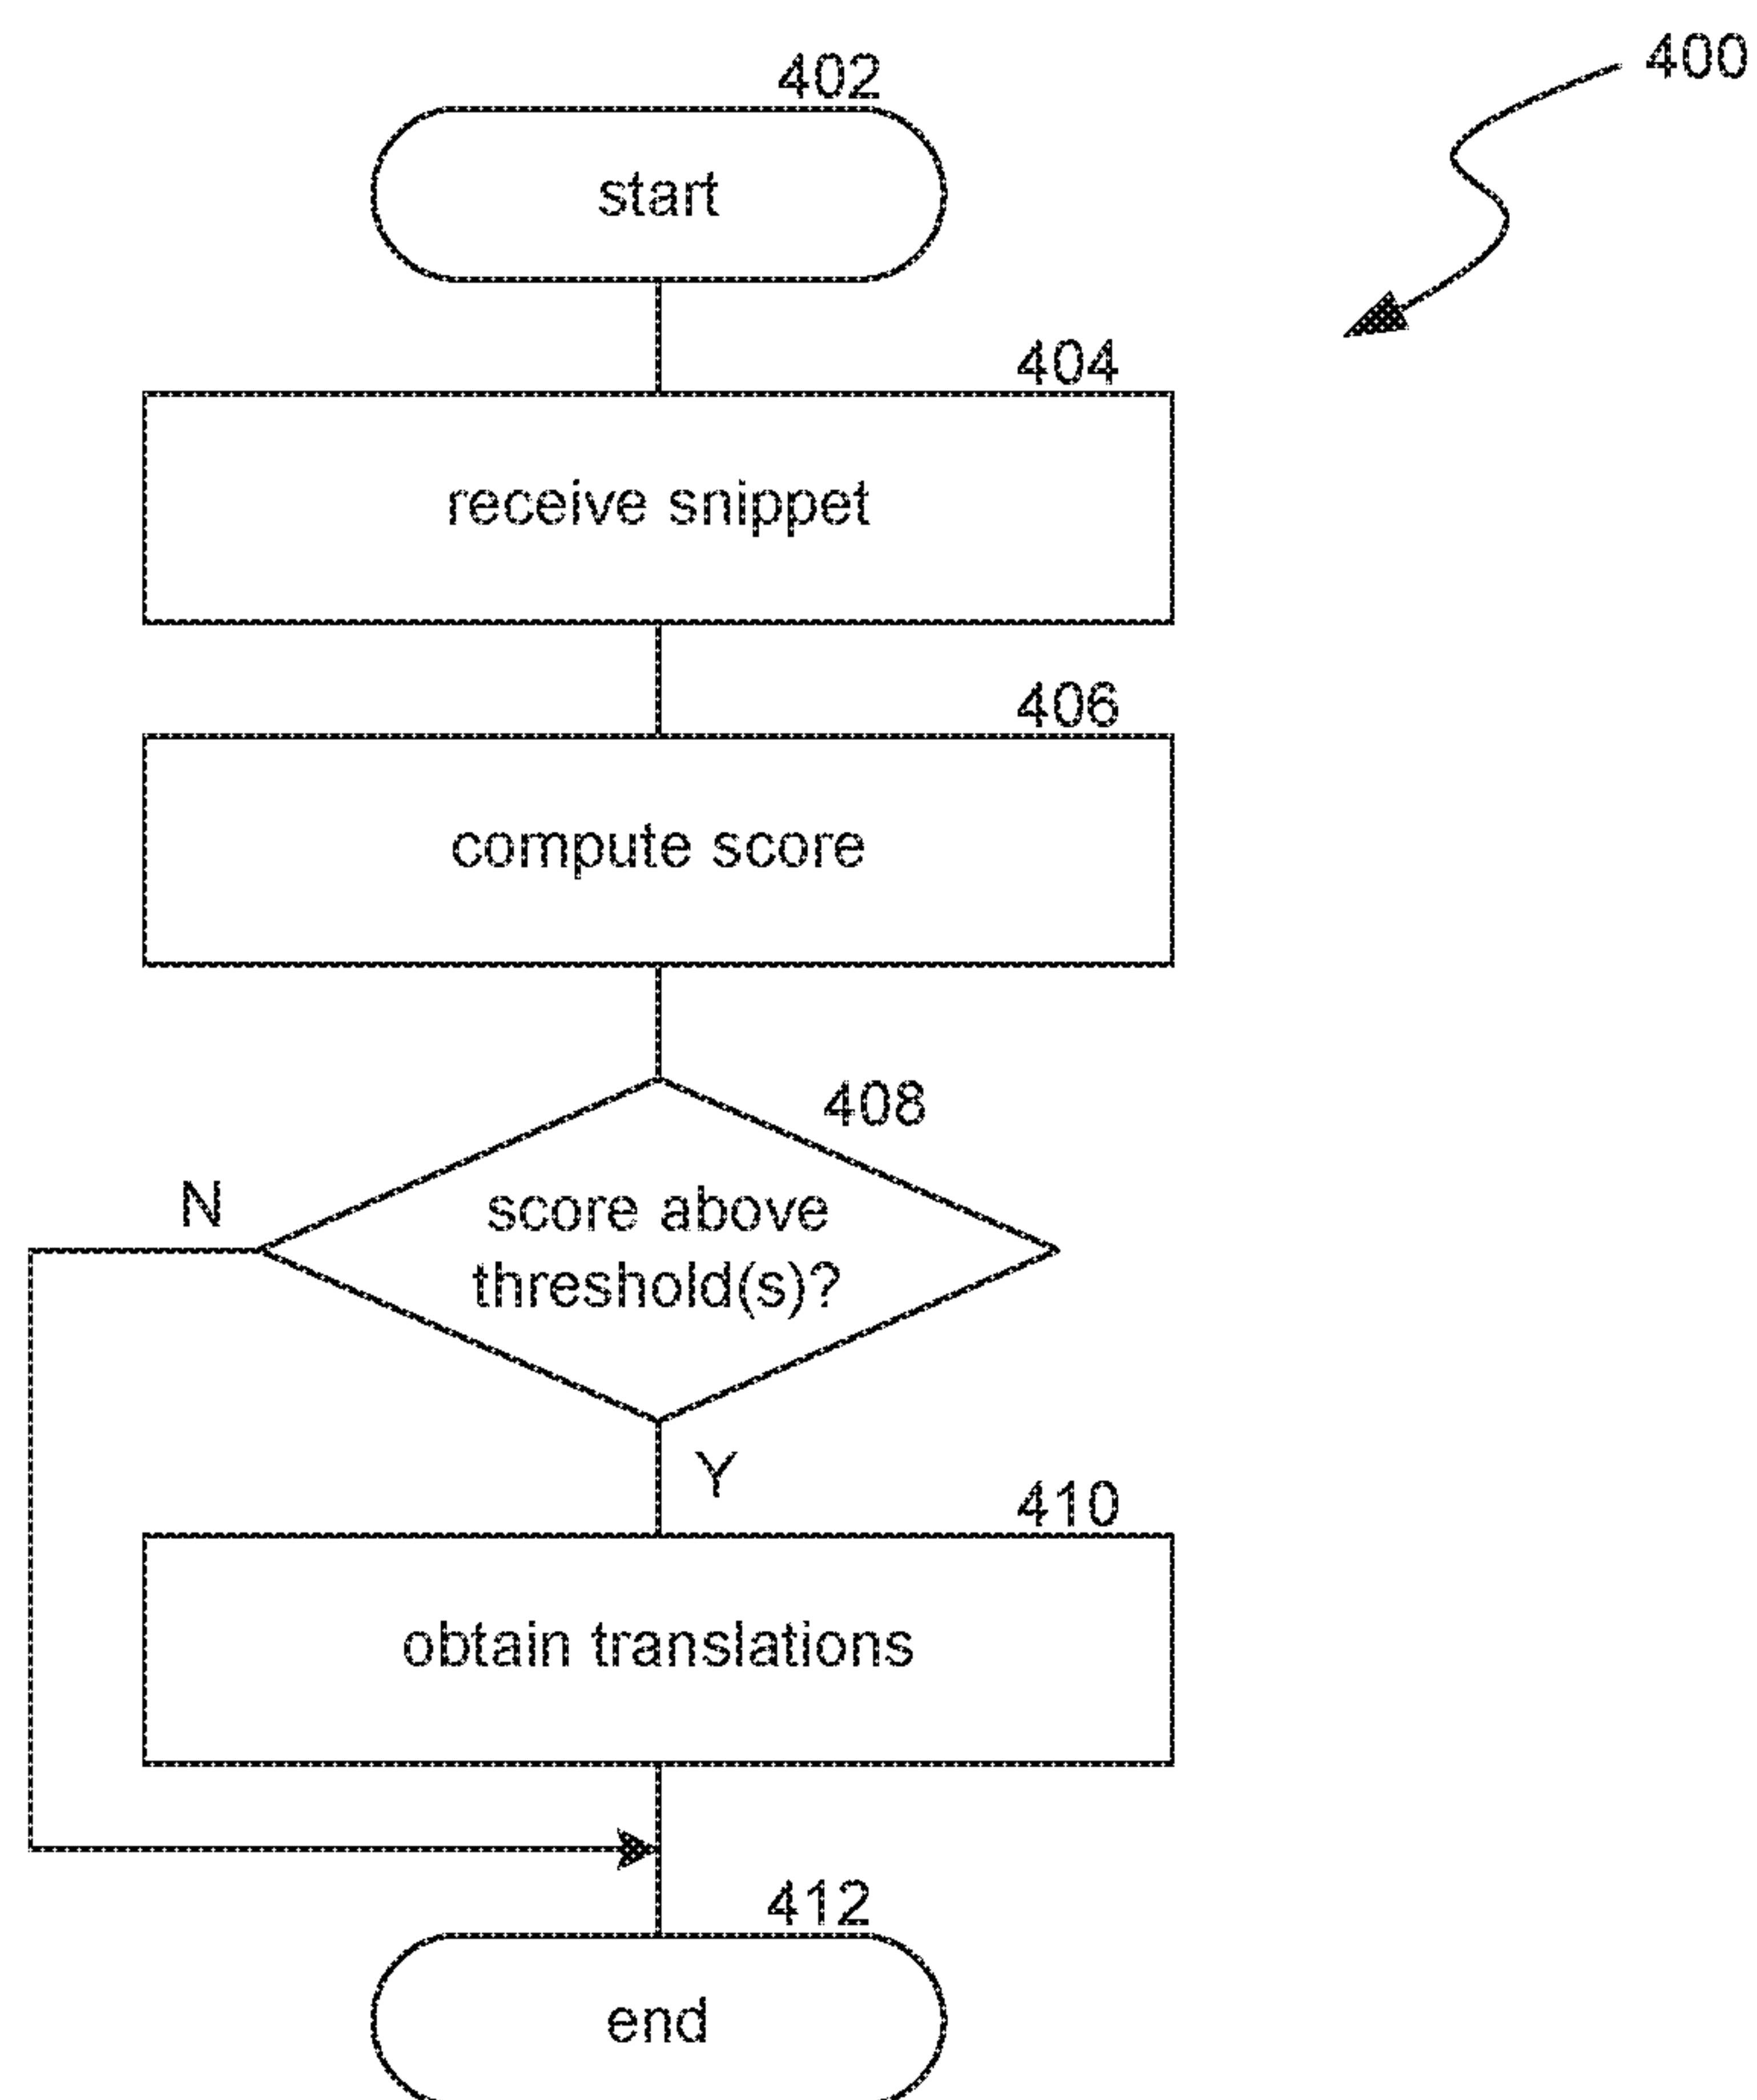 400
402
start
404
receive snippet
406
compute score
408
N
score above
threshold(s)?
Y
410
obtain translations
412
end